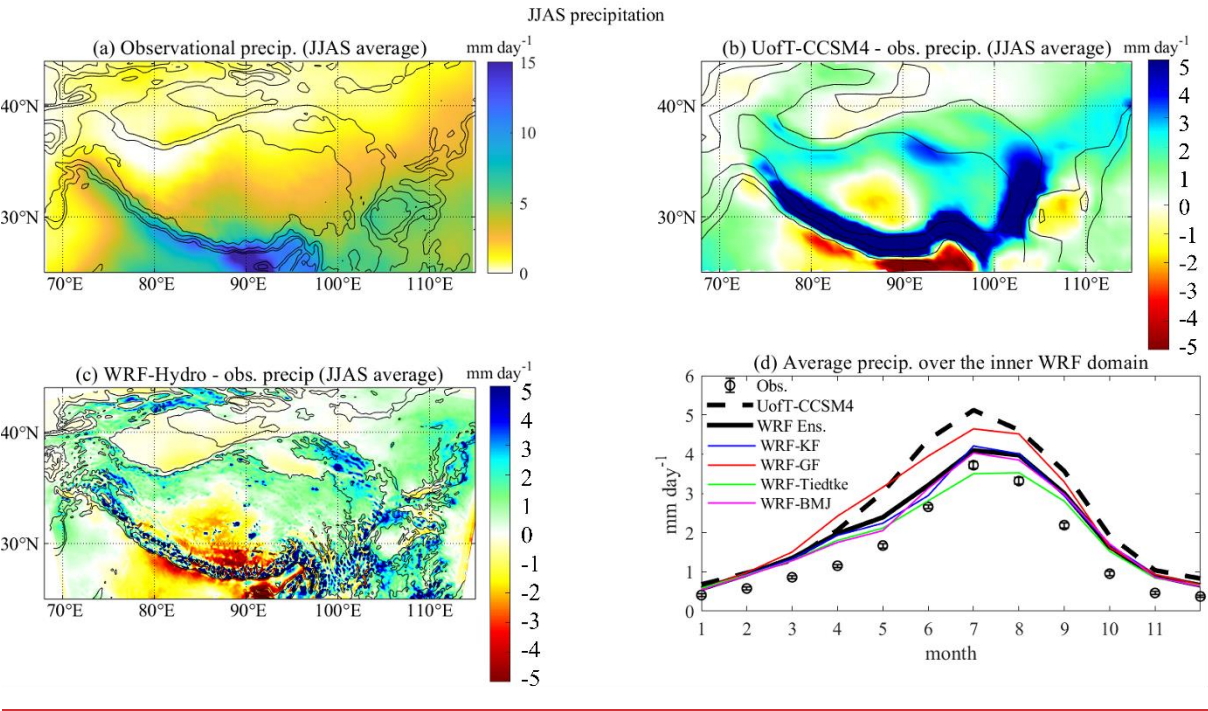 JJAS precipitation
(a) Observational precip. (JJAS average)
mm day-1
15
10
5
0
40°N
30°N
70°E 80°E 90°E 100°E 110°E
(b) UofT-CCSM4 - obs. precip. (JJAS average)
mm day-1
5
4
3
2
1
0
-1
-2
-3
-4
-5
40°N
30°N
70°E 80°E 90°E 100°E 110°E
(c) WRF-Hydro - obs. precip (JJAS average)
mm day-1
5
4
3
2
1
0
-1
-2
-3
-4
-5
40°N
30°N
70°E 80°E 90°E 100°E 110°E
(d) Average precip. over the inner WRF domain
Obs.
UofT-CCSM4
WRF Ens.
WRF-KF
WRF-GF
WRF-Tiedtke
WRF-BMJ
mm day-1
6
5
4
3
2
1
0
1 2 3 4 5 6 7 8 9 10 11
month